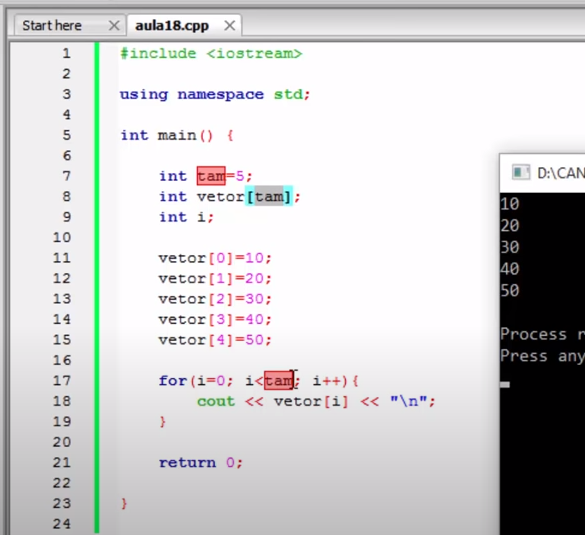 Start here
aula18.cpp
1 #include <iostream>
2
3 using namespace std;
4
5 int main() {
6
7 int tam=5;
8 int vetor[tam];
9 int i;
10
11 vetor[0]=10;
12 vetor[1]=20;
13 vetor[2]=30;
14 vetor[3]=40;
15 vetor[4]=50;
16
17 for(i=0; i<tam; i++){
18 cout << vetor[i] << "\n";
19 }
20
21 return 0;
22
23 }
24
D:\CAN
10
20
30
40
50
Process r
Press any